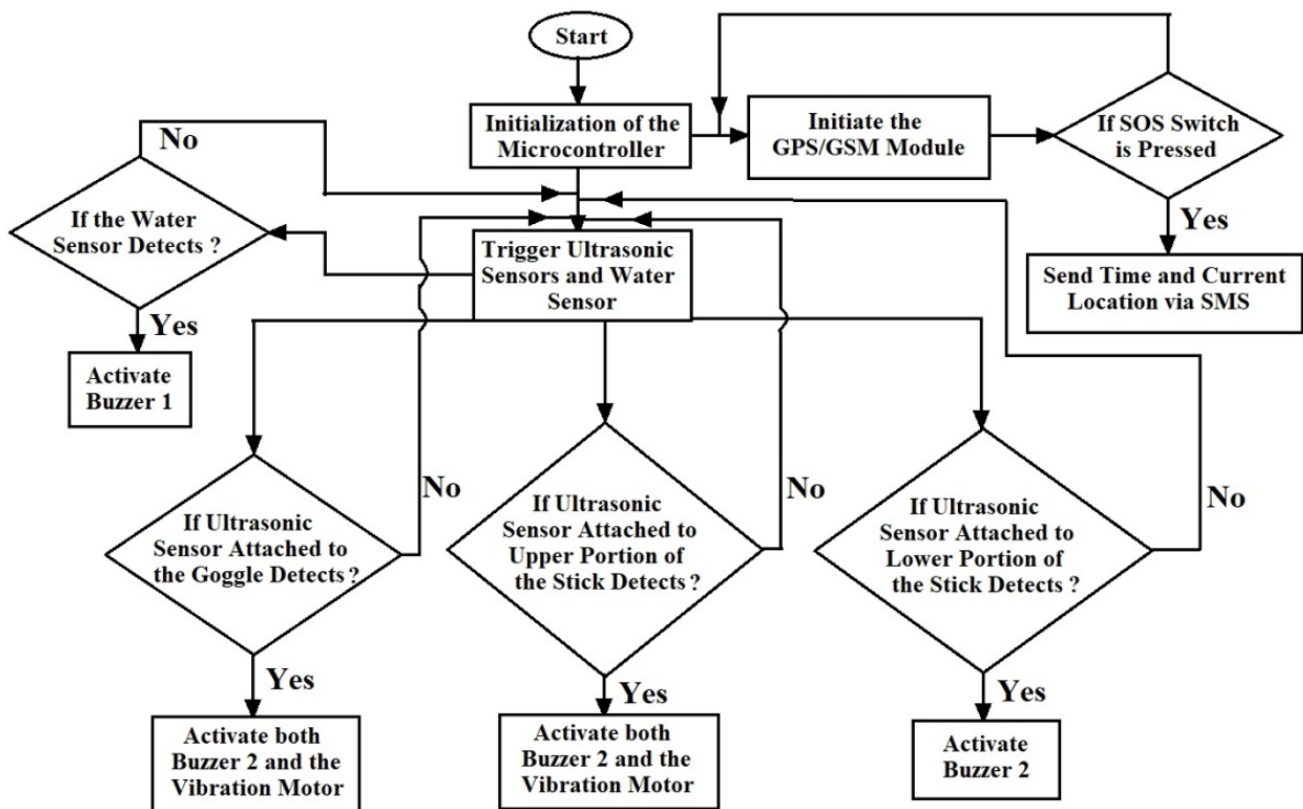 Start
Initialization of the
Microcontroller
Initiate the
GPS/GSM Module
If SOS Switch
is Pressed
Yes
Send Time and Current
Location via SMS
No
If the Water
Sensor Detects ?
Yes
Activate
Buzzer 1
Trigger Ultrasonic
Sensors and Water
Sensor
If Ultrasonic
Sensor Attached to
the Goggle Detects?
No
Yes
Activate both
Buzzer 2 and the
Vibration Motor
If Ultrasonic
Sensor Attached to
Upper Portion of
the Stick Detects?
No
Yes
Activate both
Buzzer 2 and the
Vibration Motor
If Ultrasonic
Sensor Attached to
Lower Portion of
the Stick Detects ?
No
Yes
Activate
Buzzer 2